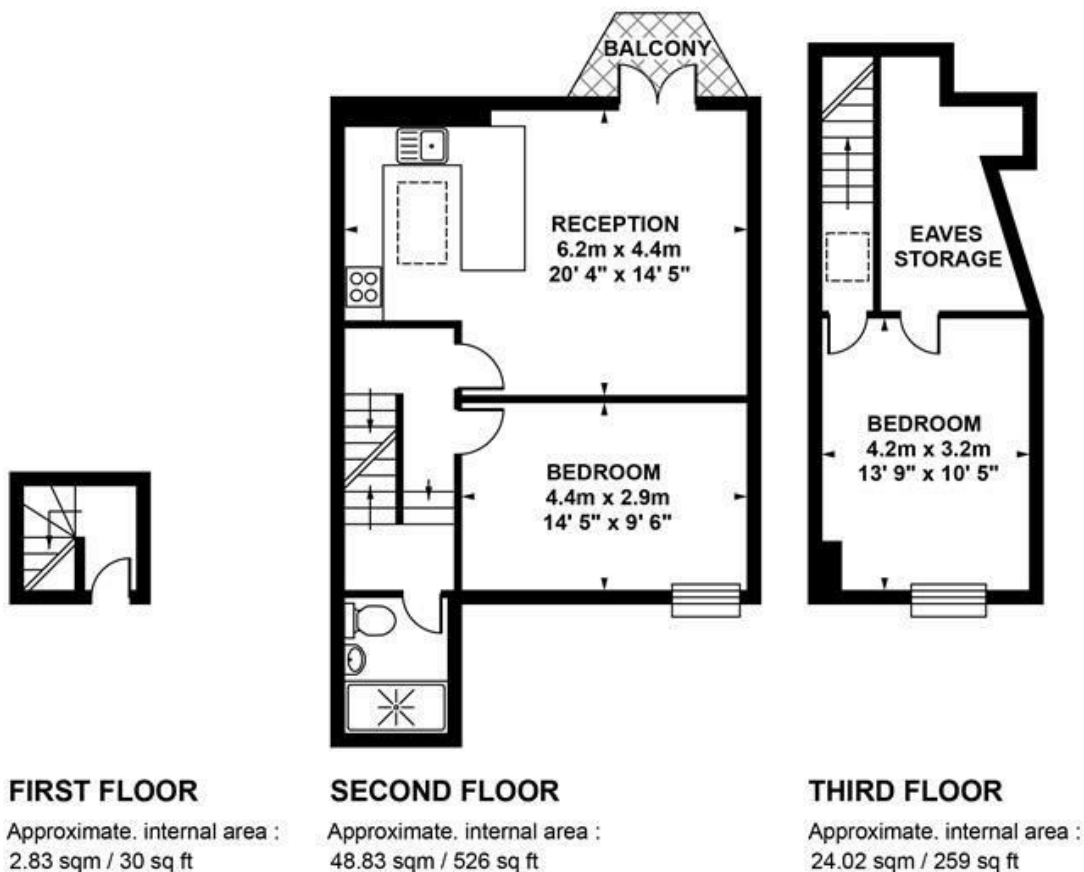 BALCONY
RECEPTION
6.2m x 4.4m
20' 4" x 14' 5"
BEDROOM
4.4m x 2.9m
14' 5" x 9' 6"
EAVES
STORAGE
BEDROOM
4.2m x 3.2m
13' 9" x 10' 5"
FIRST FLOOR
Approximate. internal area :
2.83 sqm / 30 sq ft
SECOND FLOOR
Approximate. internal area :
48.83 sqm / 526 sq ft
THIRD FLOOR
Approximate. internal area :
24.02 sqm / 259 sq ft